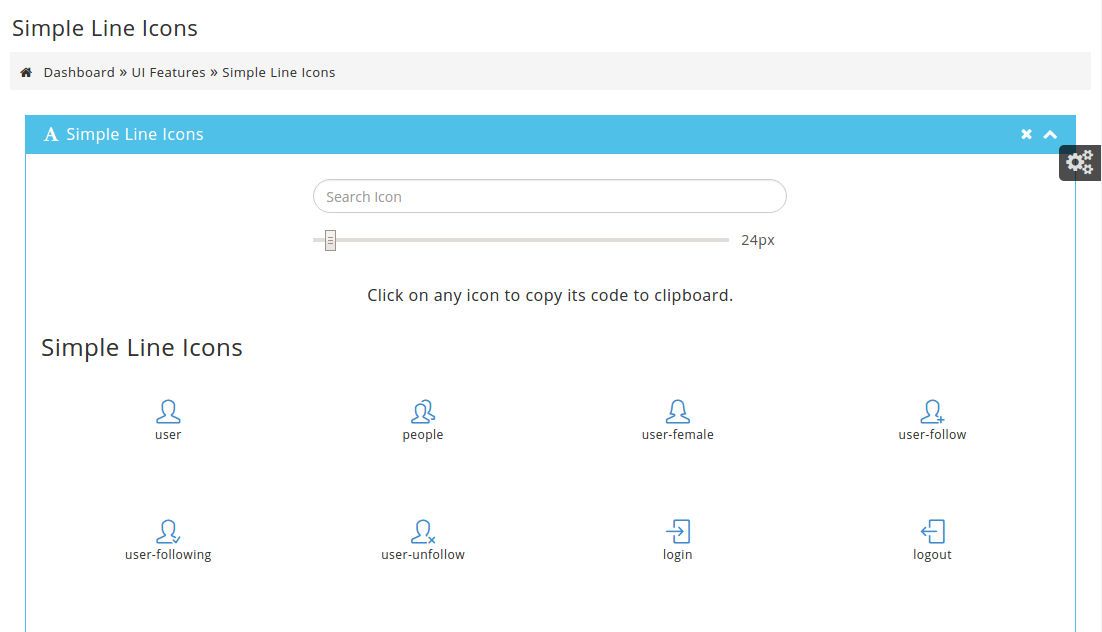 Simple Line Icons
Dashboard » UI Features » Simple Line Icons
A Simple Line Icons
Search Icon
24px
Click on any icon to copy its code to clipboard.
Simple Line Icons
user people user-female user-follow
user-following user-unfollow login logout